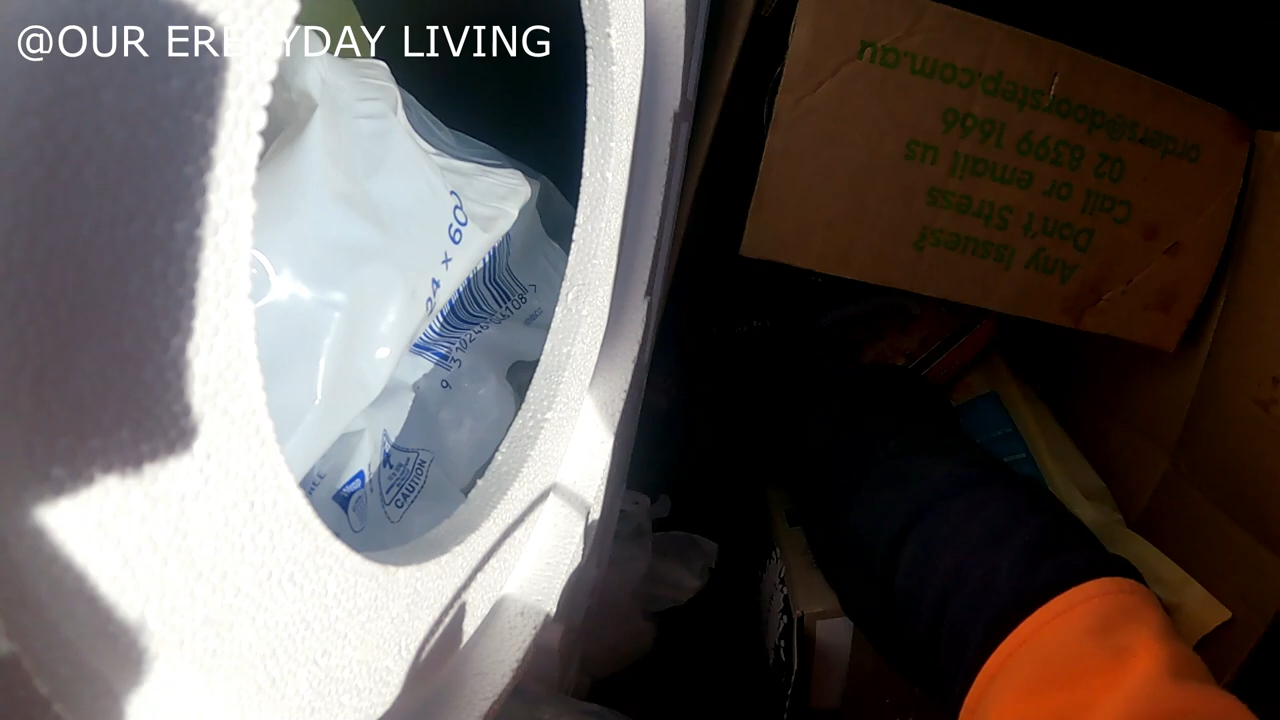 @OUR ERE YDAY LIVING
24 x 60
CAUTION
Any Issues?
Don't Stress
Call or email us
02 8399 1666
orders@doorstep.com.au